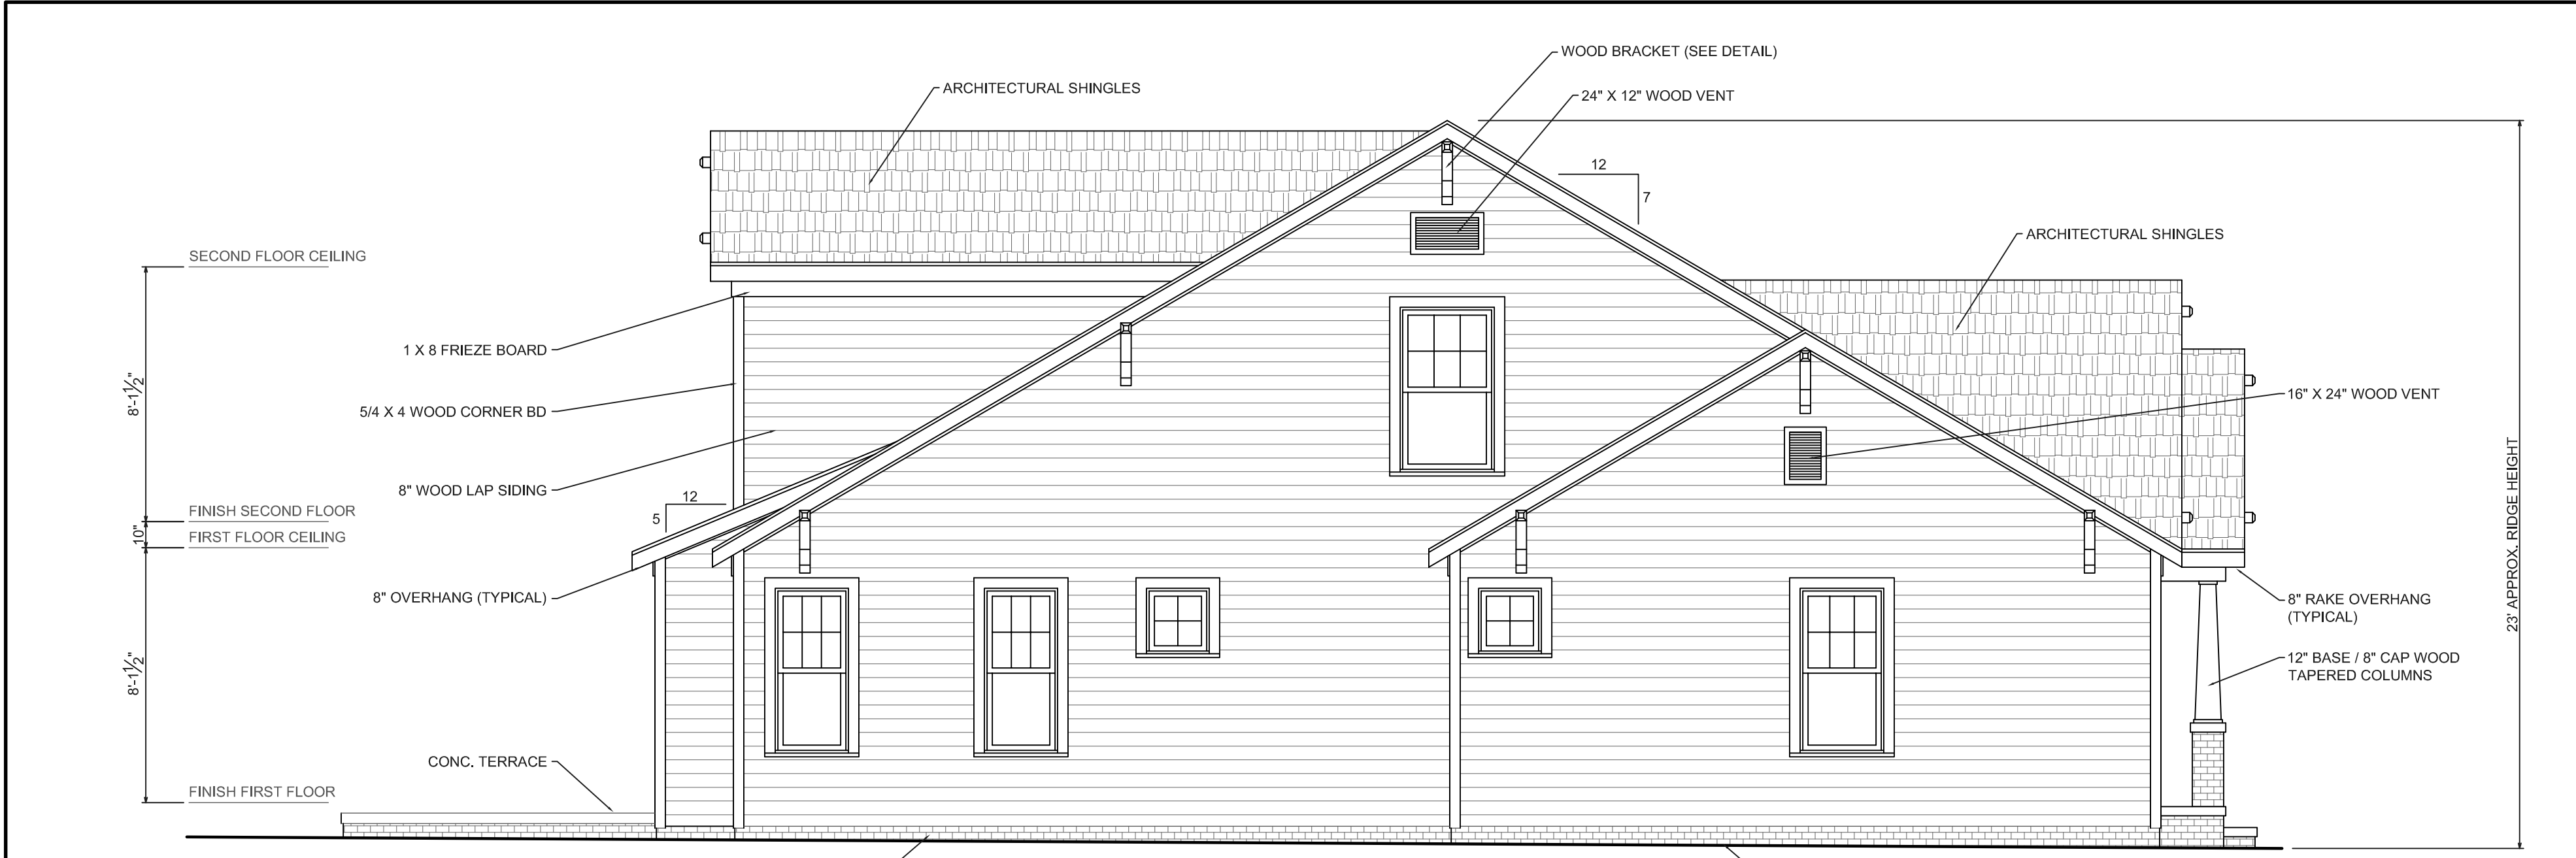 WOOD BRACKET (SEE DETAIL)
ARCHITECTURAL SHINGLES
24" X 12" WOOD VENT
12
7
ARCHITECTURAL SHINGLES
SECOND FLOOR CEILING
1 X 8 FRIEZE BOARD
8'-1½"
5/4 X 4 WOOD CORNER BD
16" X 24" WOOD VENT
8" WOOD LAP SIDING
12
5
FINISH SECOND FLOOR
10"
FIRST FLOOR CEILING
23' APPROX. RIDGE HEIGHT
8" OVERHANG (TYPICAL)
8" RAKE OVERHANG
(TYPICAL)
8'-1½"
12" BASE / 8" CAP WOOD
TAPERED COLUMNS
CONC. TERRACE
FINISH FIRST FLOOR